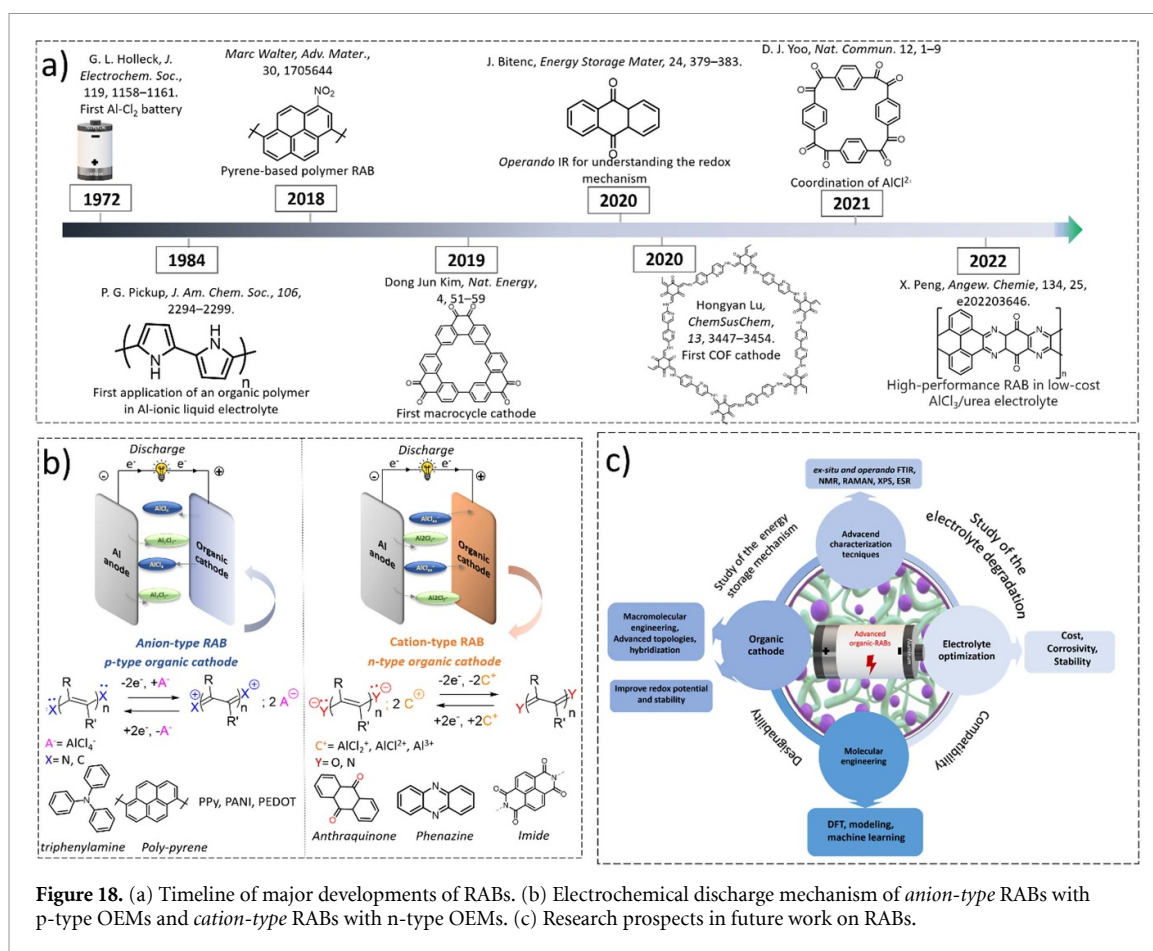 a)
G. L. Holleck, J.
Electrochem. Soc.,
119, 1158–1161.
First Al-Cl2 battery
Marc Walter, Adv. Mater.,
30, 1705644
NO2
Pyrene-based polymer RAB
J. Bitenc, Energy Storage Mater, 24, 379–383.
O
O
Operando IR for understanding the redox
mechanism
D. J. Yoo, Nat. Commun. 12, 1–9
O
O
O
O
O
O
O
O
Coordination of AlCl2+
1972
2018
2020
2021
1984
2019
2020
2022
P. G. Pickup, J. Am. Chem. Soc., 106,
2294–2299.
N
H
H
N
n
First application of an organic polymer
in Al-ionic liquid electrolyte
Dong Jun Kim, Nat. Energy,
4, 51–59
O
O
O
O
O
O
First macrocycle cathode
Hongyan Lu,
ChemSusChem,
13, 3447–3454.
First COF cathode
X. Peng, Angew. Chemie, 134, 25,
e202203646.
N
O
N
N
O
N
n
High-performance RAB in low-cost
AlCl3/urea electrolyte
b)
Discharge
e- e-
Al
anode
AlCl4-
Al2Cl7-
AlCl4-
Al2Cl7-
Organic
cathode
Anion-type RAB
p-type organic cathode
R
X
X
n
R'
-2e-, +A-
+2e-, -A-
R
X
X
n
R'
; 2 A
A-= AlCl4-
X= N, C
N
PPy, PANI, PEDOT
triphenylamine Poly-pyrene
Discharge
e- e-
Al
anode
Al2Cl7-
Al2Cl7-
Organic
cathode
Cation-type RAB
n-type organic cathode
R
Y
Y
n
R'
; 2 C
-2e-, -2C+
+2e-, +2C+
R
Y
Y
n
R'
C+= AlCl2+, AlCl2+, Al3+
Y= O, N
O
O
Anthraquinone
N
N
Phenazine
O
N
O
O
N
O
Imide
c)
ex-situ and operando FTIR,
NMR, RAMAN, XPS, ESR
Advacend
characterization
tecniques
Study of the energy
storage mechanism
Study of the
electrolyte degradation
Macromolecular
engineering,
Advanced topologies,
hybridization
Improve redox potential
and stability
Organic
cathode
Advanced
organic-RABs
Electrolyte
optimization
Cost,
Corrosivity,
Stability
Designability
Compatibility
Molecular
engineering
DFT, modeling,
machine learning
Figure 18. (a) Timeline of major developments of RABs. (b) Electrochemical discharge mechanism of anion-type RABs with
p-type OEMs and cation-type RABs with n-type OEMs. (c) Research prospects in future work on RABs.